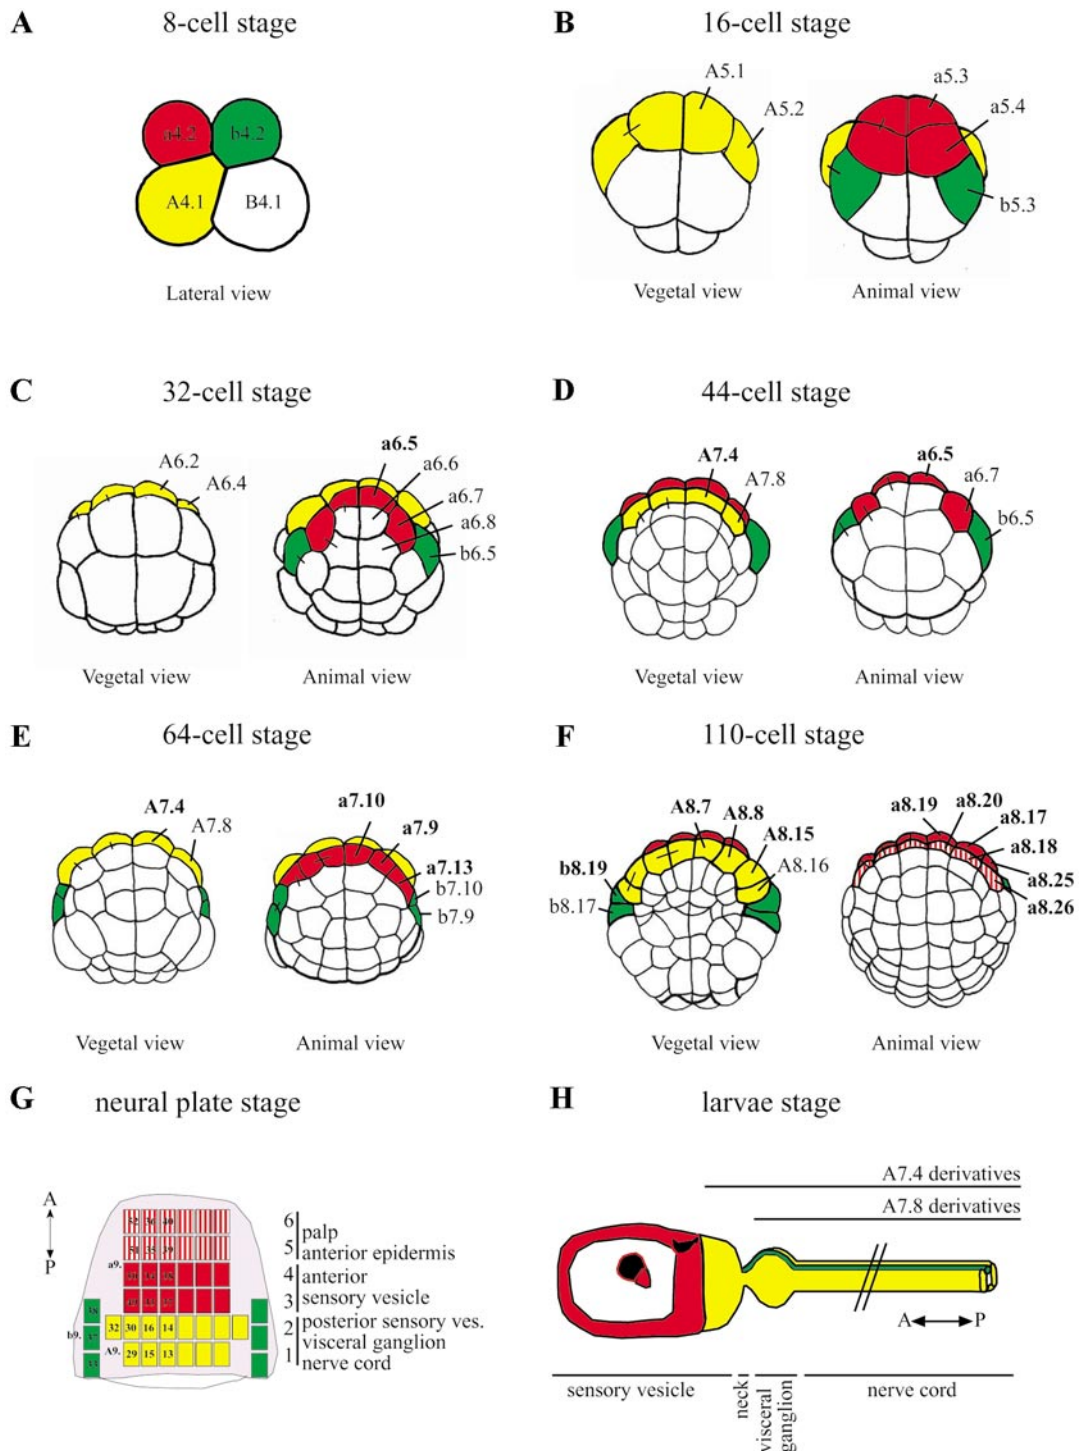 A 8-cell stage
a4.2 b4.2
A4.1 B4.1
Lateral view
B 16-cell stage
A5.1
A5.2
a5.3
a5.4
b5.3
Vegetal view
Animal view
C 32-cell stage
A6.2
A6.4
a6.5
a6.6
a6.7
a6.8
b6.5
Vegetal view
Animal view
D 44-cell stage
A7.4
A7.8
a6.5
a6.7
b6.5
Vegetal view
Animal view
E 64-cell stage
A7.4
A7.8
a7.10
a7.9
a7.13
b7.10
b7.9
Vegetal view
Animal view
F 110-cell stage
A8.7
A8.8
A8.15
A8.16
b8.19
b8.17
a8.19
a8.20
a8.17
a8.18
a8.25
a8.26
Vegetal view
Animal view
G neural plate stage
A
P
36 40
35 39
a9.
38
b9. 37
32 30 16 14
A9. 29 15 13
33
6
5
4
3
2
1
palp
anterior epidermis
anterior
sensory vesicle
posterior sensory ves.
visceral ganglion
nerve cord
H larvae stage
A7.4 derivatives
A7.8 derivatives
A P
sensory vesicle
neck
visceral
ganglion
nerve cord